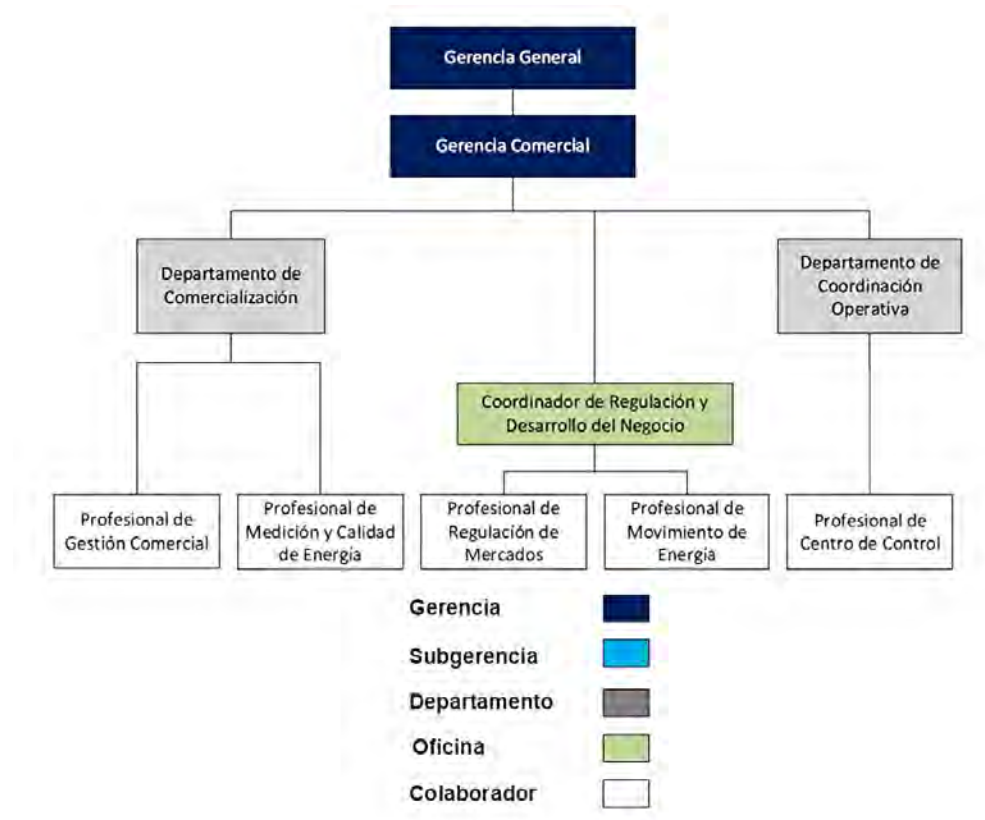 Gerencia General
Gerencia Comercial
Departamento de
Comercialización
Departamento de
Coordinación
Operativa
Coordinador de Regulación y
Desarrollo del Negocio
Profesional de
Gestión Comercial
Profesional de
Medición y Calidad
de Energía
Profesional de
Regulación de
Mercados
Profesional de
Movimiento de
Energía
Profesional de
Centro de Control
Gerencia
Subgerencia
Departamento
Oficina
Colaborador